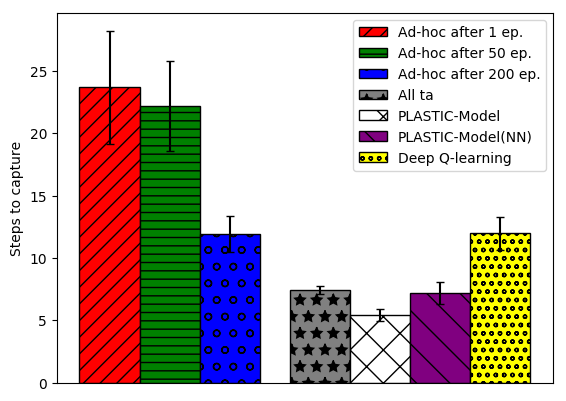 Steps to capture
25
20
15
10
5
0
Ad-hoc after 1 ep.
Ad-hoc after 50 ep.
Ad-hoc after 200 ep.
All ta
PLASTIC-Model
PLASTIC-Model(NN)
Deep Q-learning